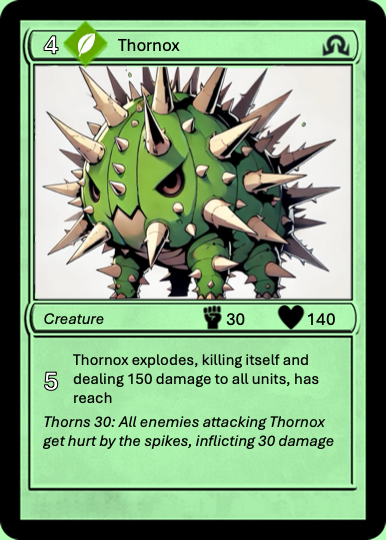 4 Thornox
Creature 30 140
Thornox explodes, killing itself and
5 dealing 150 damage to all units, has
reach
Thorns 30: All enemies attacking Thornox
get hurt by the spikes, inflicting 30 damage